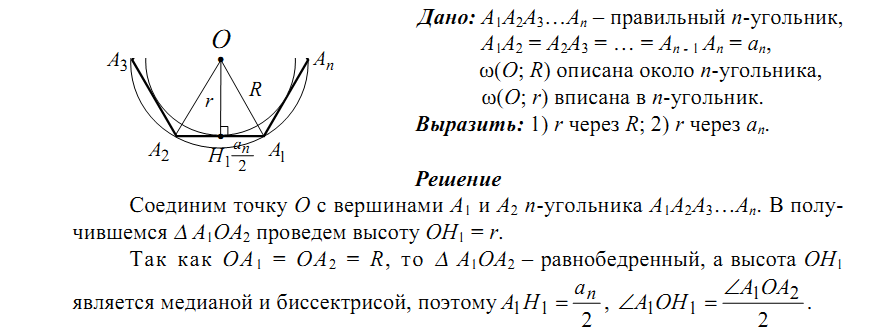 Дано: A₁A₂A₃…Aₙ – правильный n-угольник,
A₁A₂ = A₂A₃ = … = Aₙ₋₁Aₙ = aₙ,
ω(O; R) описана около n-угольника,
ω(O; r) вписана в n-угольник.
Выразить: 1) r через R; 2) r через aₙ.
O
A₃
Aₙ
r
R
A₂
H₁
aₙ/2
A₁
Решение
Соединим точку O с вершинами A₁ и A₂ n-угольника A₁A₂A₃…Aₙ. В полу-
чившемся Δ A₁OA₂ проведем высоту OH₁ = r.
Так как OA₁ = OA₂ = R, то Δ A₁OA₂ – равнобедренный, а высота OH₁
является медианой и биссектрисой, поэтому A₁H₁ = aₙ/2, ∠A₁OH₁ = ∠A₁OA₂/2.